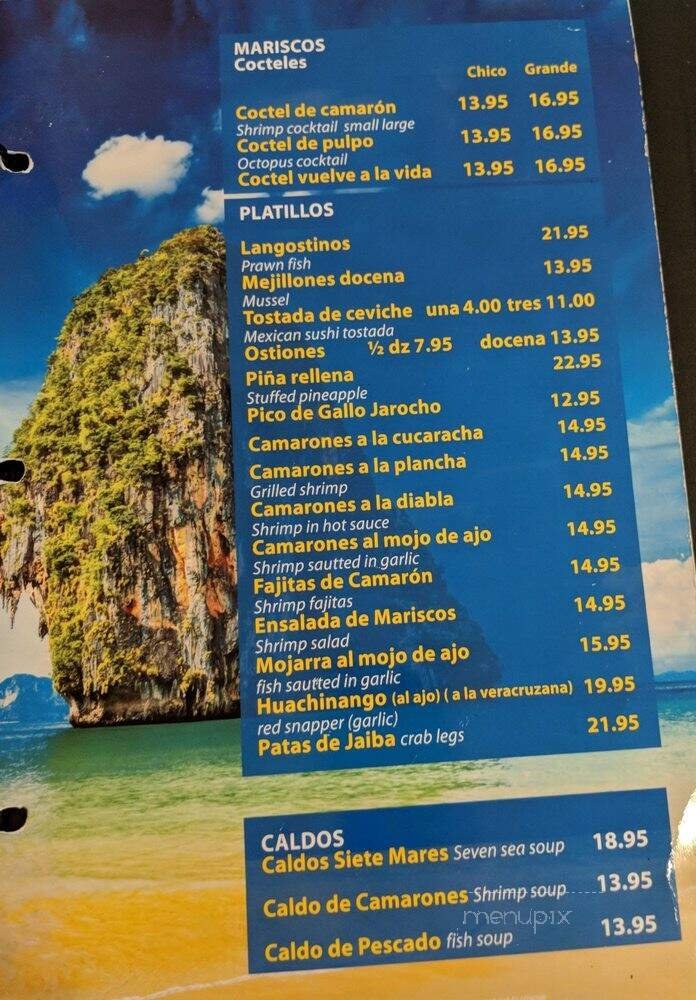 MARISCOS
Cocteles
Chico Grande
Coctel de camarón 13.95 16.95
Shrimp cocktail small large
Coctel de pulpo 13.95 16.95
Octopus cocktail
Coctel vuelve a la vida 13.95 16.95
PLATILLOS
Langostinos 21.95
Prawn fish
Mejillones docena 13.95
Mussel
Tostada de ceviche una 4.00 tres 11.00
Mexican sushi tostada
Ostiones ½ dz 7.95 docena 13.95
Piña rellena 22.95
Stuffed pineapple
Pico de Gallo Jarocho 12.95
Camarones a la cucaracha 14.95
Camarones a la plancha 14.95
Grilled shrimp
Camarones a la diabla 14.95
Shrimp in hot sauce
Camarones al mojo de ajo 14.95
Shrimp sautted in garlic
Fajitas de Camarón 14.95
Shrimp fajitas
Ensalada de Mariscos 14.95
Shrimp salad
Mojarra al mojo de ajo 15.95
fish sautted in garlic
Huachinango (al ajo) ( a la veracruzana) 19.95
red snapper (garlic)
Patas de Jaiba crab legs 21.95
CALDOS
Caldos Siete Mares Seven sea soup 18.95
Caldo de Camarones Shrimp soup 13.95
menupix
Caldo de Pescado fish soup 13.95